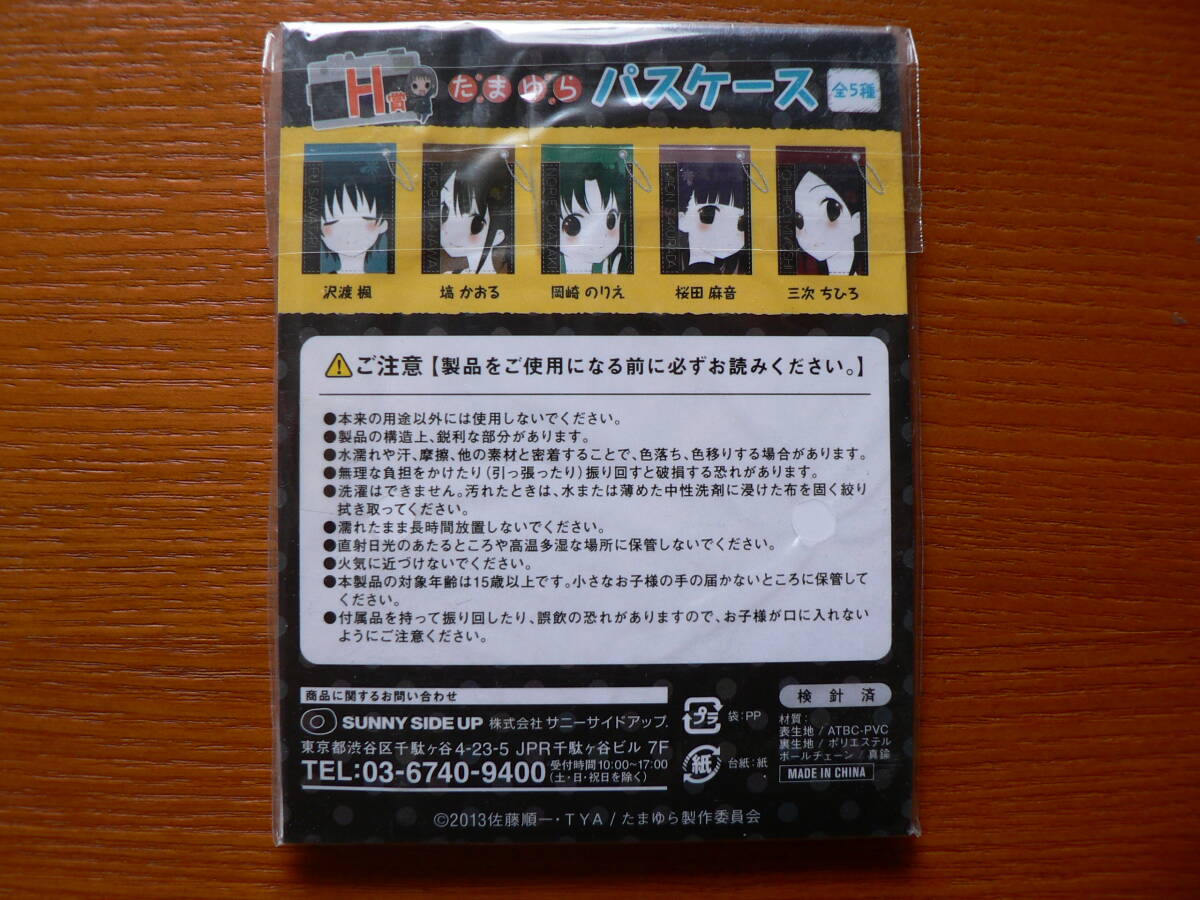 H賞 たまゆら パスケース 全5種
沢渡 楓 塙 かおる 岡崎 のりえ 桜田 麻音 三次 ちひろ
ご注意【製品をご使用になる前に必ずお読みください。】
●本来の用途以外には使用しないでください。
●製品の構造上、鋭利な部分があります。
●水濡れや汗、摩擦、他の素材と密着することで、色落ち、色移りする場合があります。
●無理な負担をかけたり(引っ張ったり)振り回すと破損する恐れがあります。
●洗濯はできません。汚れたときは、水または薄めた中性洗剤に浸けた布を固く絞り
拭き取ってください。
●濡れたまま長時間放置しないでください。
●直射日光のあたるところや高温多湿な場所に保管しないでください。
●火気に近づけないでください。
●本製品の対象年齢は15歳以上です。小さなお子様の手の届かないところに保管して
ください。
●付属品を持って振り回したり、誤飲の恐れがありますので、お子様が口に入れない
ようにご注意ください。
商品に関するお問い合わせ
SUNNY SIDE UP 株式会社 サニーサイドアップ
東京都渋谷区千駄ヶ谷4-23-5 JPR千駄ヶ谷ビル 7F
TEL:03-6740-9400 受付時間10:00~17:00
(土・日・祝日を除く)
プラ 袋:PP
紙 台紙:紙
検針済
材質:
表生地/ATBC-PVC
裏生地/ポリエステル
ボールチェーン/真鍮
MADE IN CHINA
©2013佐藤順一・TYA/たまゆら製作委員会